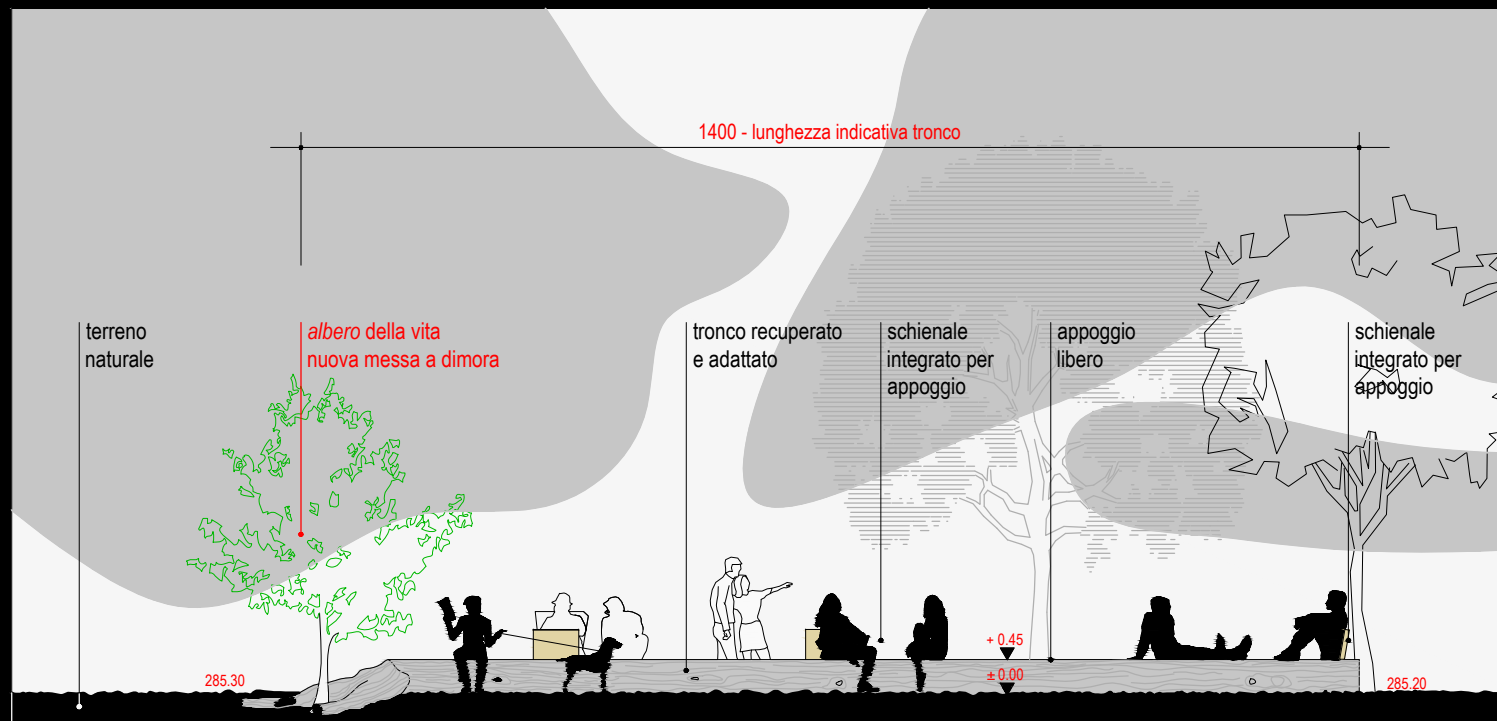 1400 - lunghezza indicativa tronco
terreno
naturale
albero della vita
nuova messa a dimora
tronco recuperato
e adattato
schienale
integrato per
appoggio
appoggio
libero
schienale
integrato per
appoggio
+ 0.45
± 0.00
285.30
285.20